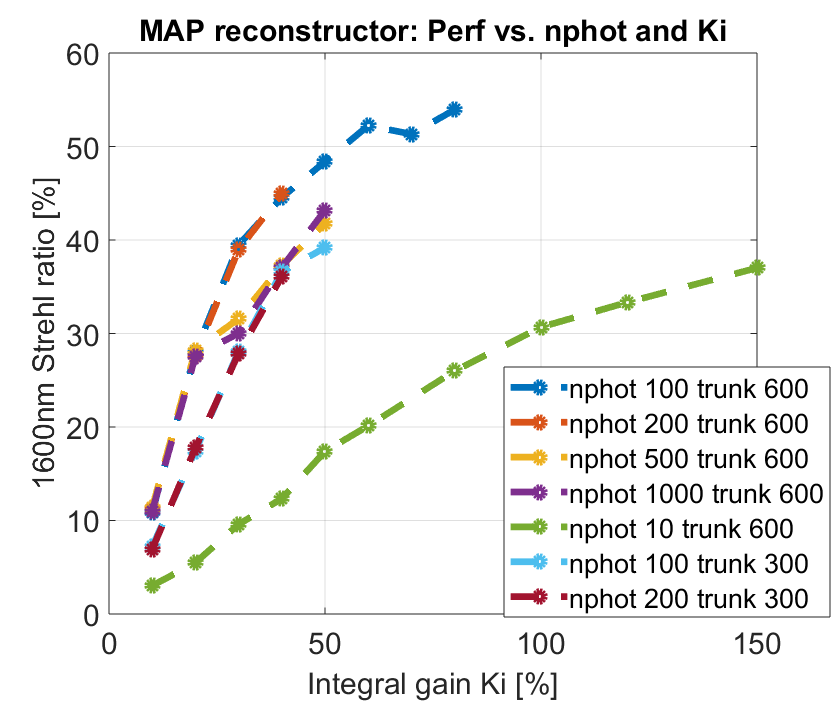 MAP reconstructor: Perf vs. nphot and Ki
60
50
40
30
20
10
0
1600nm Strehl ratio [%]
0 50 100 150
Integral gain Ki [%]
nphot 100 trunk 600
nphot 200 trunk 600
nphot 500 trunk 600
nphot 1000 trunk 600
nphot 10 trunk 600
nphot 100 trunk 300
nphot 200 trunk 300